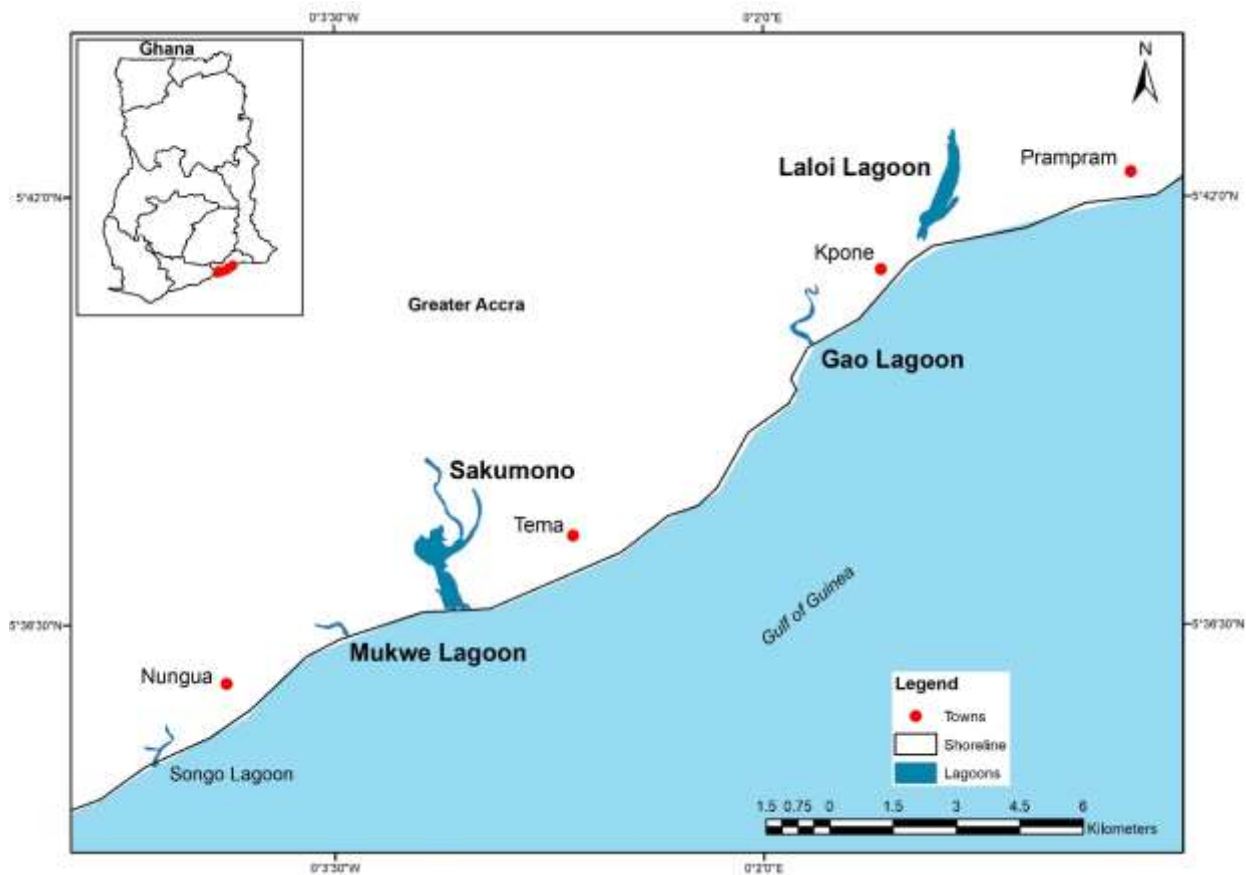 0°3'30"W
0°2'0"E
Ghana
N
Prampram
Laloi Lagoon
5°42'0"N
5°42'0"N
Kpone
Greater Accra
Gao Lagoon
Sakumono
Tema
Gulf of Guinea
5°36'30"N
5°36'30"N
Mukwe Lagoon
Nungua
Songo Lagoon
Legend
Towns
Shoreline
Lagoons
1.5 0.75 0 1.5 3 4.5 6
Kilometers
0°3'30"W
0°2'0"E